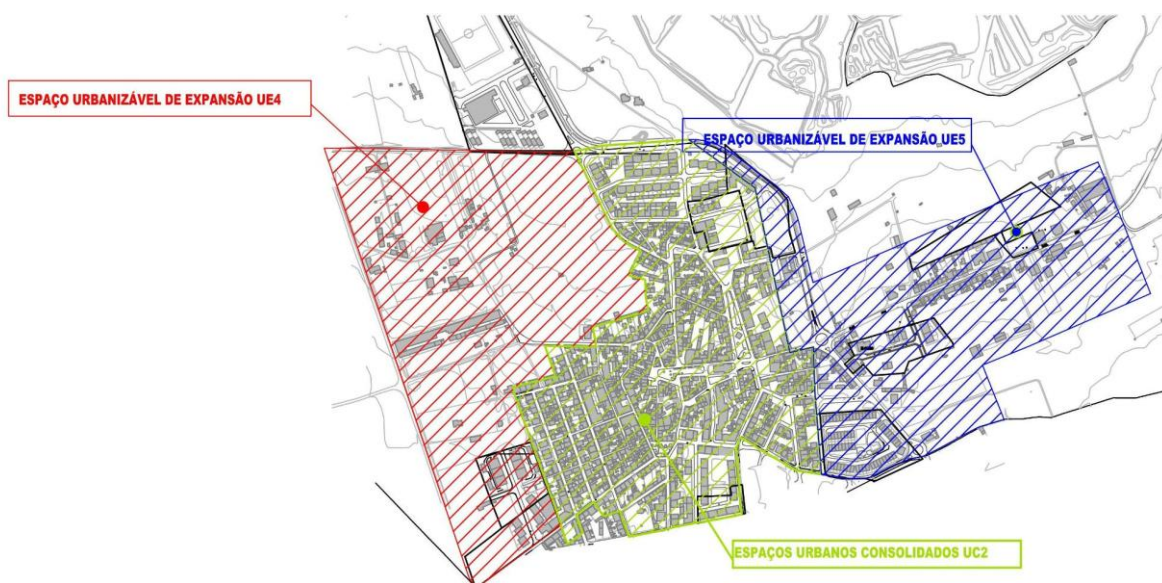 ESPAÇO URBANIZÁVEL DE EXPANSÃO UE4
ESPAÇO URBANIZÁVEL DE EXPANSÃO UE5
ESPAÇOS URBANOS CONSOLIDADOS UC2